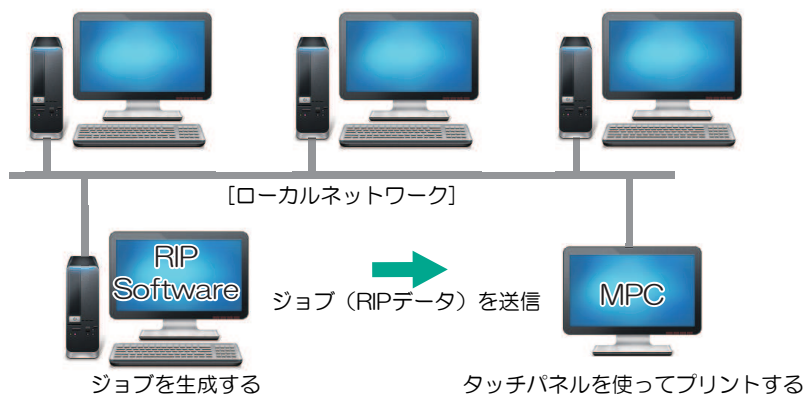 [ローカルネットワーク]
RIP
Software
ジョブ（RIPデータ）を送信
MPC
ジョブを生成する
タッチパネルを使ってプリントする